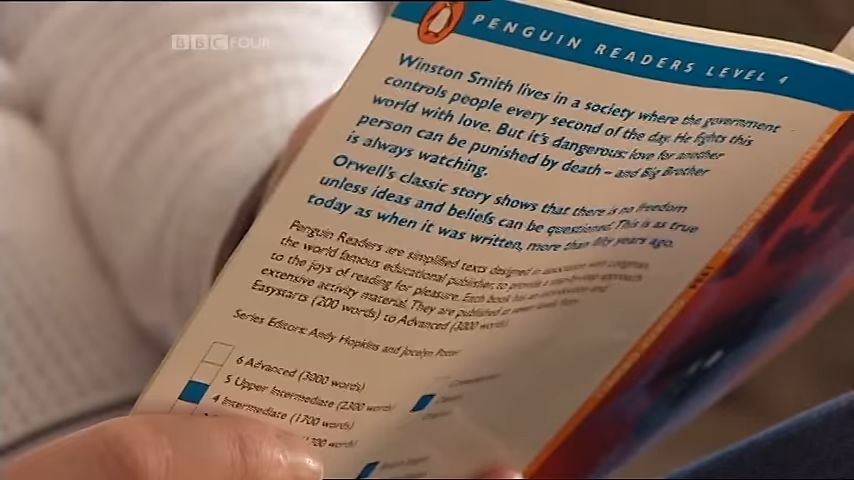 BBC FOUR
PENGUIN READERS LEVEL 4
Winston Smith lives in a society where the government
controls people every second of the day. He fights this
world with love. But it's dangerous: love for another
person can be punished by death – and Big Brother
is always watching.
Orwell's classic story shows that there is no freedom
unless ideas and beliefs can be questioned. This is as true
today as when it was written, more than fifty years ago.
Penguin Readers are simplified texts designed in association with Longman,
the world famous educational publisher, to provide a step-by-step approach
to the joys of reading for pleasure. Each book has an introduction and
extensive activity material. They are published at seven levels from
Easystarts (200 words) to Advanced (3000 words).
Series Editors: Andy Hopkins and Jocelyn Potter
6 Advanced (3000 words)
5 Upper Intermediate (2300 words)
4 Intermediate (1700 words)
words)